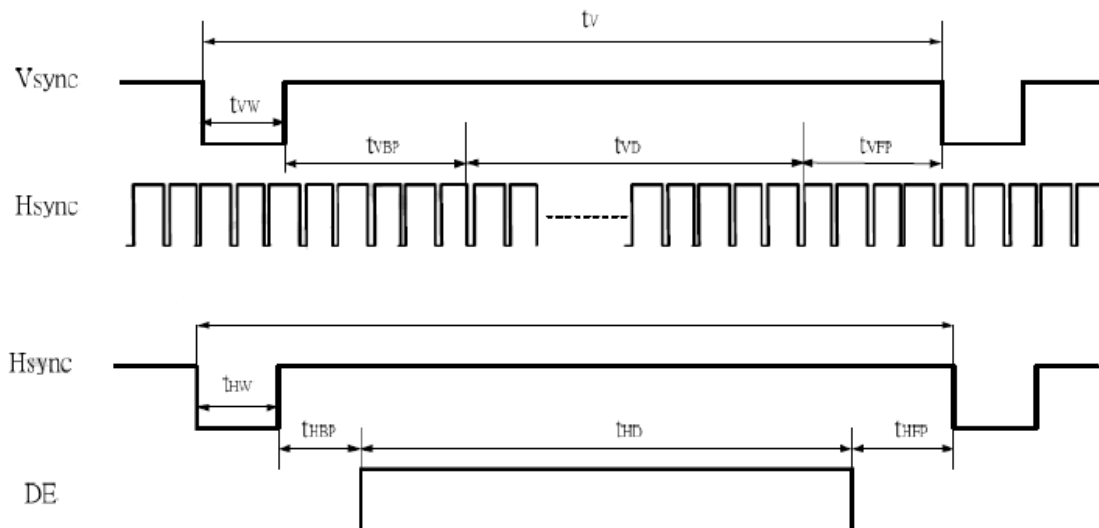 tV
Vsync
tVW
tVBP tVD tVFP
Hsync
Hsync
tHW
tHBP tHD tHFP
DE